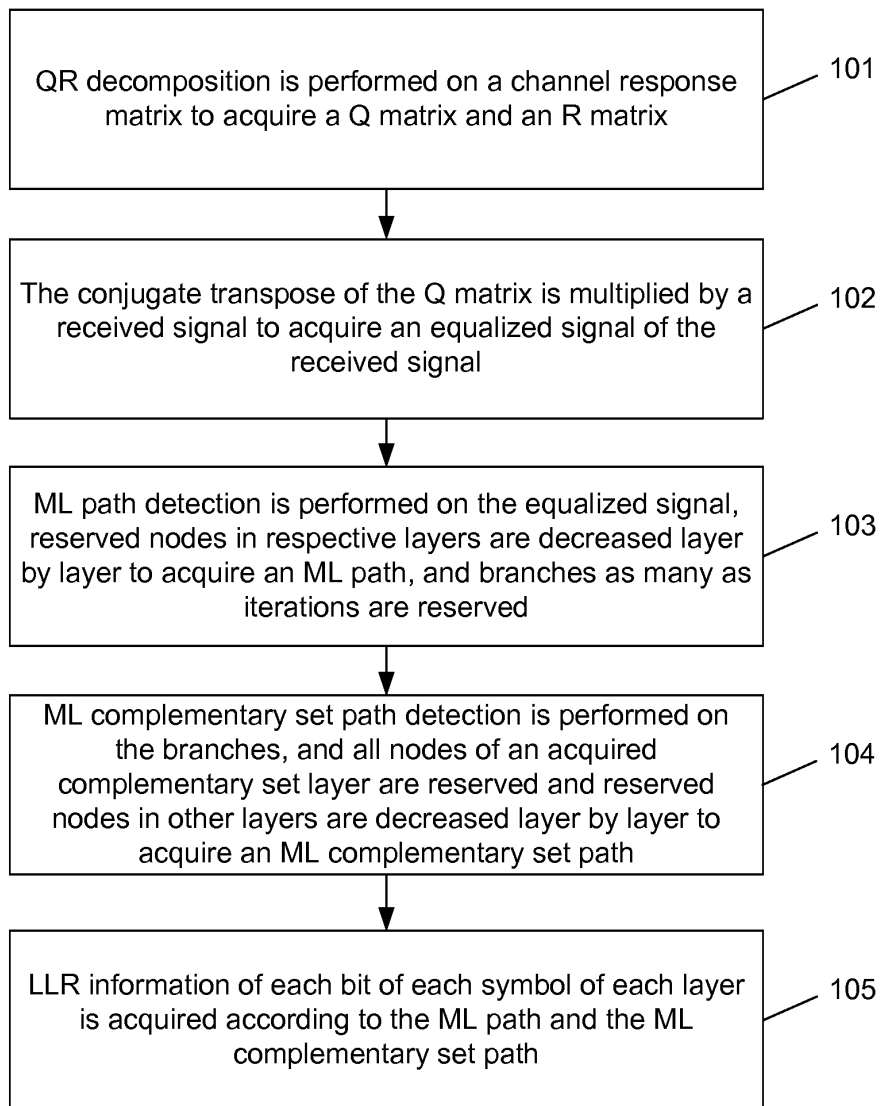 QR decomposition is performed on a channel response
matrix to acquire a Q matrix and an R matrix
101
The conjugate transpose of the Q matrix is multiplied by a
received signal to acquire an equalized signal of the
received signal
102
ML path detection is performed on the equalized signal,
reserved nodes in respective layers are decreased layer
by layer to acquire an ML path, and branches as many as
iterations are reserved
103
ML complementary set path detection is performed on
the branches, and all nodes of an acquired
complementary set layer are reserved and reserved
nodes in other layers are decreased layer by layer to
acquire an ML complementary set path
104
LLR information of each bit of each symbol of each layer
is acquired according to the ML path and the ML
complementary set path
105